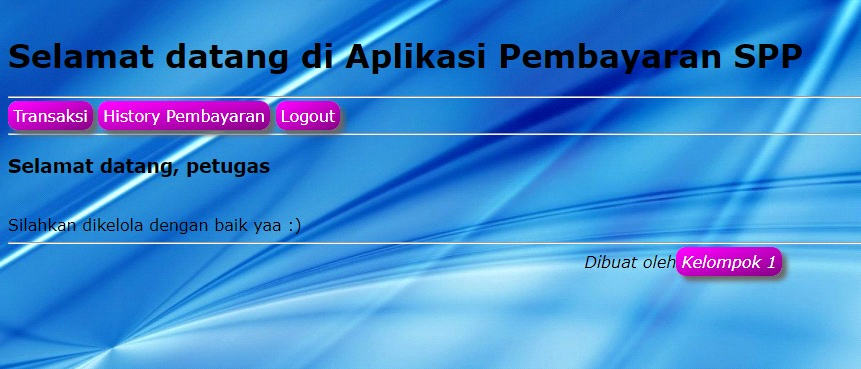 Selamat datang di Aplikasi Pembayaran SPP
Transaksi History Pembayaran Logout
Selamat datang, petugas
Silahkan dikelola dengan baik yaa :)
Dibuat oleh Kelompok 1